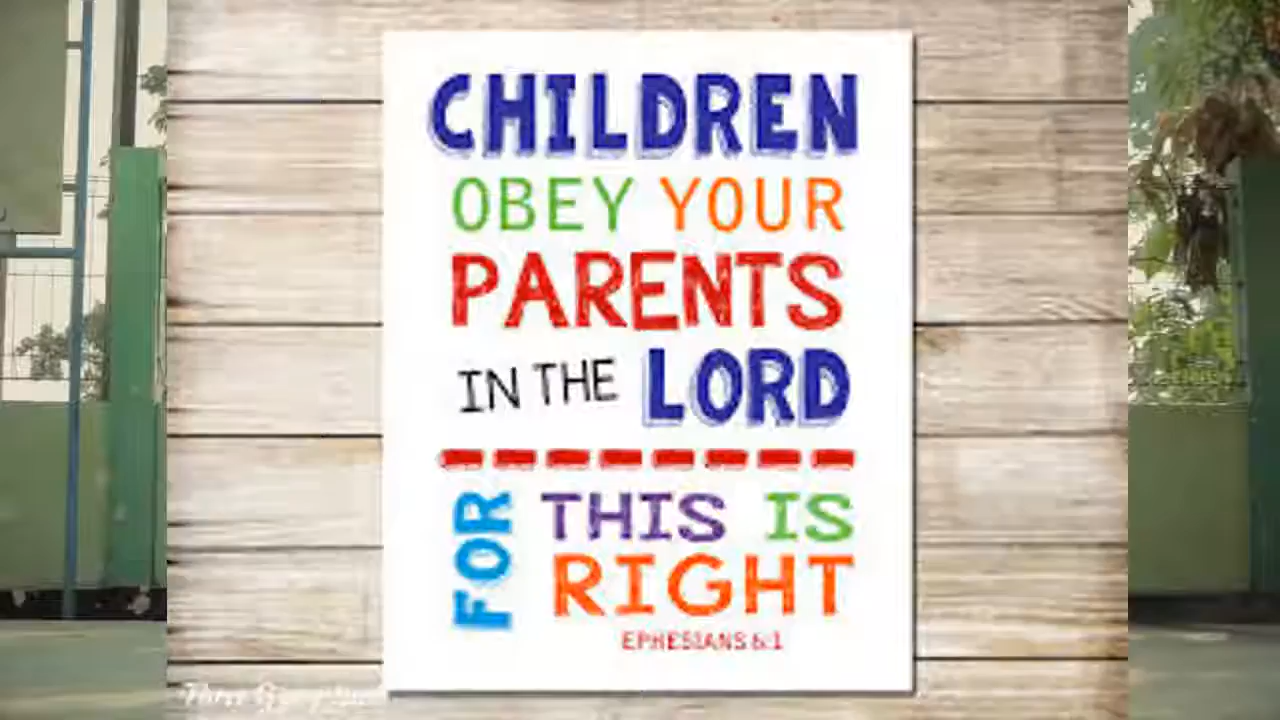 CHILDREN
OBEY YOUR
PARENTS
IN THE LORD
FOR THIS IS
RIGHT
EPHESIANS 6:1